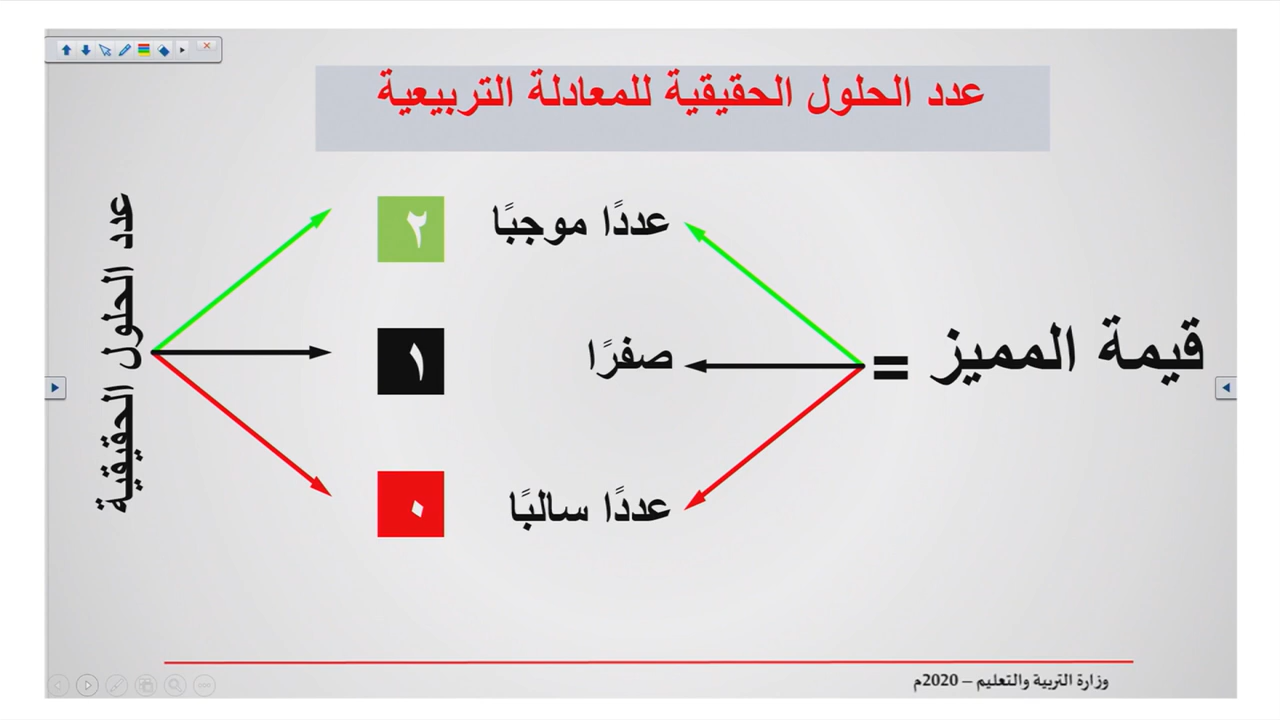 عدد الحلول الحقيقية للمعادلة التربيعية
قيمة المميز =
عددًا موجبًا ٢
صفرًا ١
عددًا سالبًا ٠
عدد الحلول الحقيقية
وزارة التربية والتعليم – 2020م